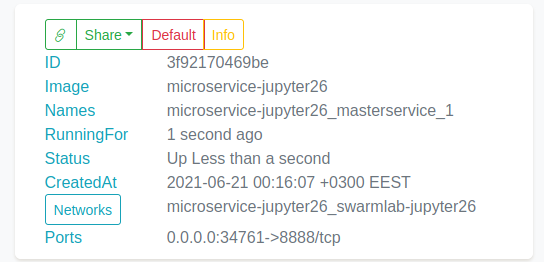 Share Default Info
ID 3f92170469be
Image microservice-jupyter26
Names microservice-jupyter26_masterservice_1
RunningFor 1 second ago
Status Up Less than a second
CreatedAt 2021-06-21 00:16:07 +0300 EEST
Networks microservice-jupyter26_swarmlab-jupyter26
Ports 0.0.0.0:34761->8888/tcp